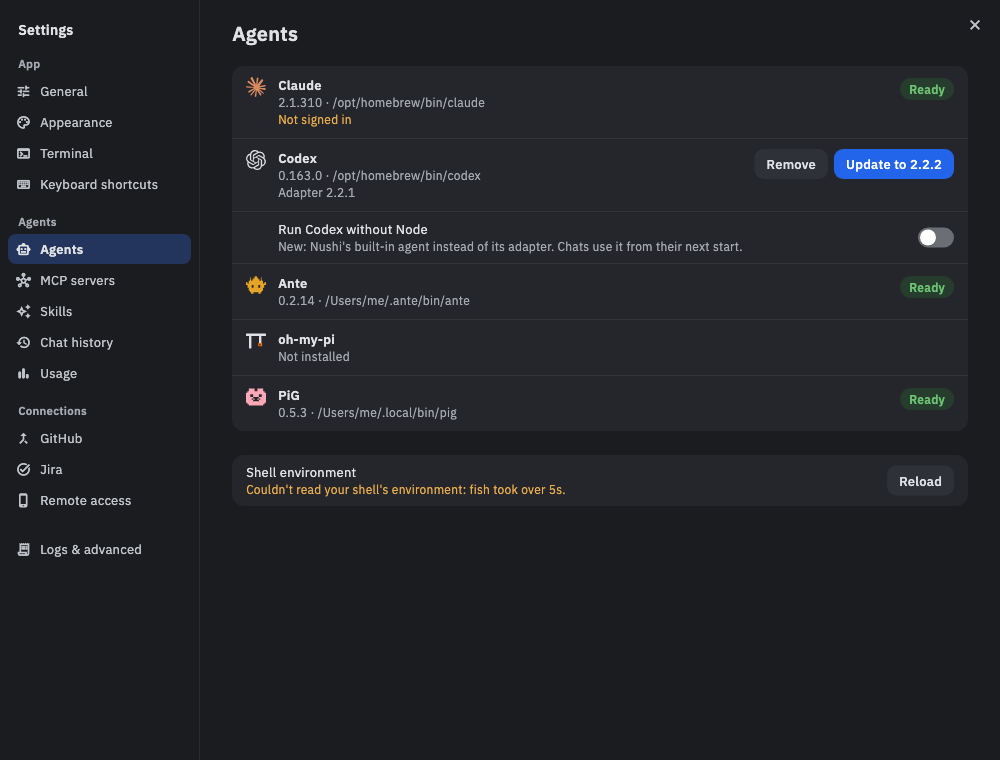 Settings
App
General
Appearance
Terminal
Keyboard shortcuts
Agents
Agents
MCP servers
Skills
Chat history
Usage
Connections
GitHub
Jira
Remote access
Logs & advanced
Agents
Claude
2.1.310 · /opt/homebrew/bin/claude
Not signed in
Ready
Codex
0.163.0 · /opt/homebrew/bin/codex
Adapter 2.2.1
Remove
Update to 2.2.2
Run Codex without Node
New: Nushi's built-in agent instead of its adapter. Chats use it from their next start.
Ante
0.2.14 · /Users/me/.ante/bin/ante
Ready
oh-my-pi
Not installed
PiG
0.5.3 · /Users/me/.local/bin/pig
Ready
Shell environment
Couldn't read your shell's environment: fish took over 5s.
Reload